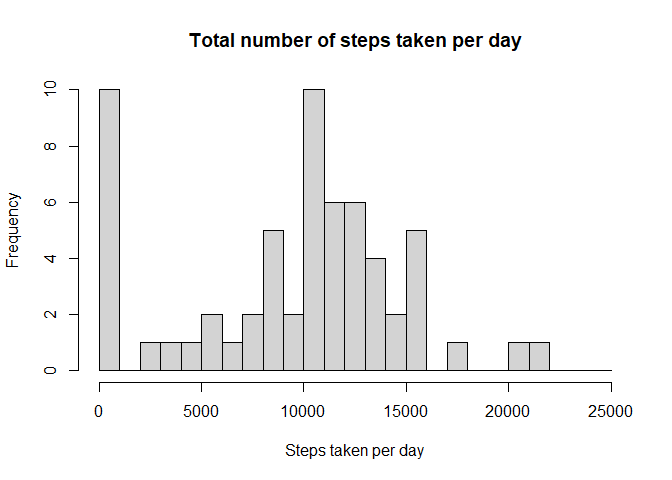 Total number of steps taken per day
Frequency
10
8
6
4
2
0
0 5000 10000 15000 20000 25000
Steps taken per day